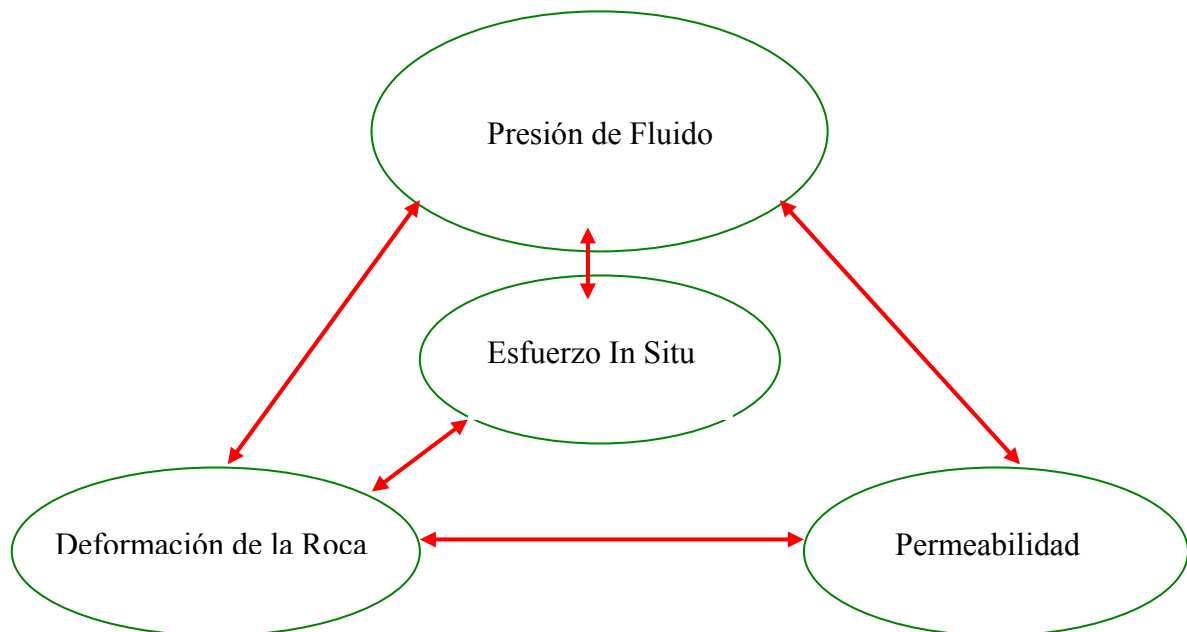 Presión de Fluido
Esfuerzo In Situ
Deformación de la Roca
Permeabilidad